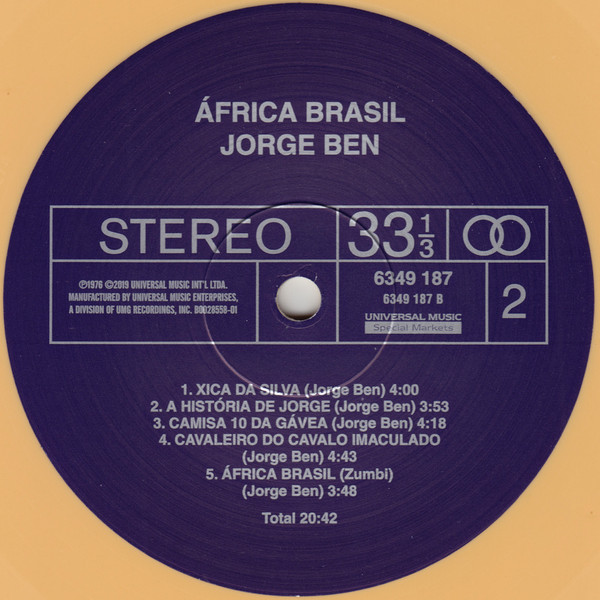 ÁFRICA BRASIL
JORGE BEN
STEREO
33 1/3
℗1976 ©2019 UNIVERSAL MUSIC INT'L LTDA.
MANUFACTURED BY UNIVERSAL MUSIC ENTERPRISES,
A DIVISION OF UMG RECORDINGS, INC. B0028558-01
6349 187
6349 187 B
UNIVERSAL MUSIC
Special Markets
2
1. XICA DA SILVA (Jorge Ben) 4:00
2. A HISTÓRIA DE JORGE (Jorge Ben) 3:53
3. CAMISA 10 DA GÁVEA (Jorge Ben) 4:18
4. CAVALEIRO DO CAVALO IMACULADO
(Jorge Ben) 4:43
5. ÁFRICA BRASIL (Zumbi)
(Jorge Ben) 3:48
Total 20:42